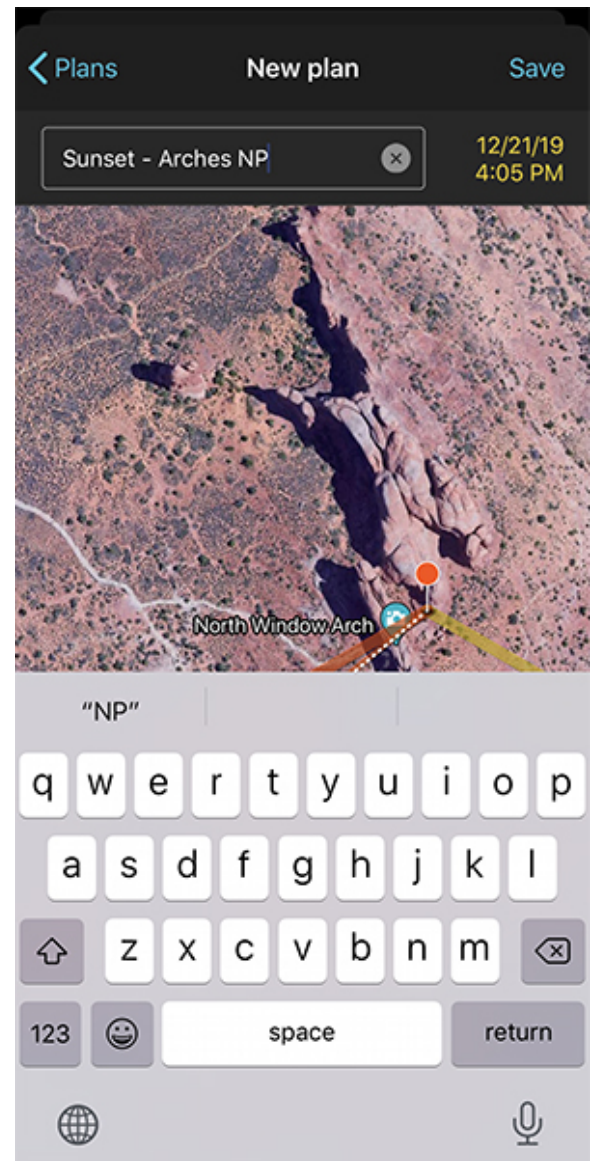 Plans
New plan
Save
Sunset - Arches NP
12/21/19
4:05 PM
North Window Arch
“NP”
q w e r t y u i o p
a s d f g h j k l
z x c v b n m
123 space return